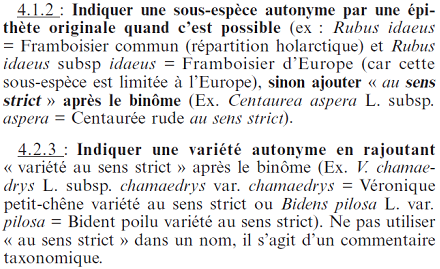 4.1.2 : Indiquer une sous-espèce autonyme par une épi-
thète originale quand c'est possible (ex : Rubus idaeus
= Framboisier commun (répartition holarctique) et Rubus
idaeus subsp idaeus = Framboisier d'Europe (car cette
sous-espèce est limitée à l'Europe), sinon ajouter « au sens
strict » après le binôme (Ex. Centaurea aspera L. subsp.
aspera = Centaurée rude au sens strict).
4.2.3 : Indiquer une variété autonyme en rajoutant
« variété au sens strict » après le binôme (Ex. V. chamae-
drys L. subsp. chamaedrys var. chamaedrys = Véronique
petit-chêne variété au sens strict ou Bidens pilosa L. var.
pilosa = Bident poilu variété au sens strict). Ne pas utiliser
« au sens strict » dans un nom, il s'agit d'un commentaire
taxonomique.